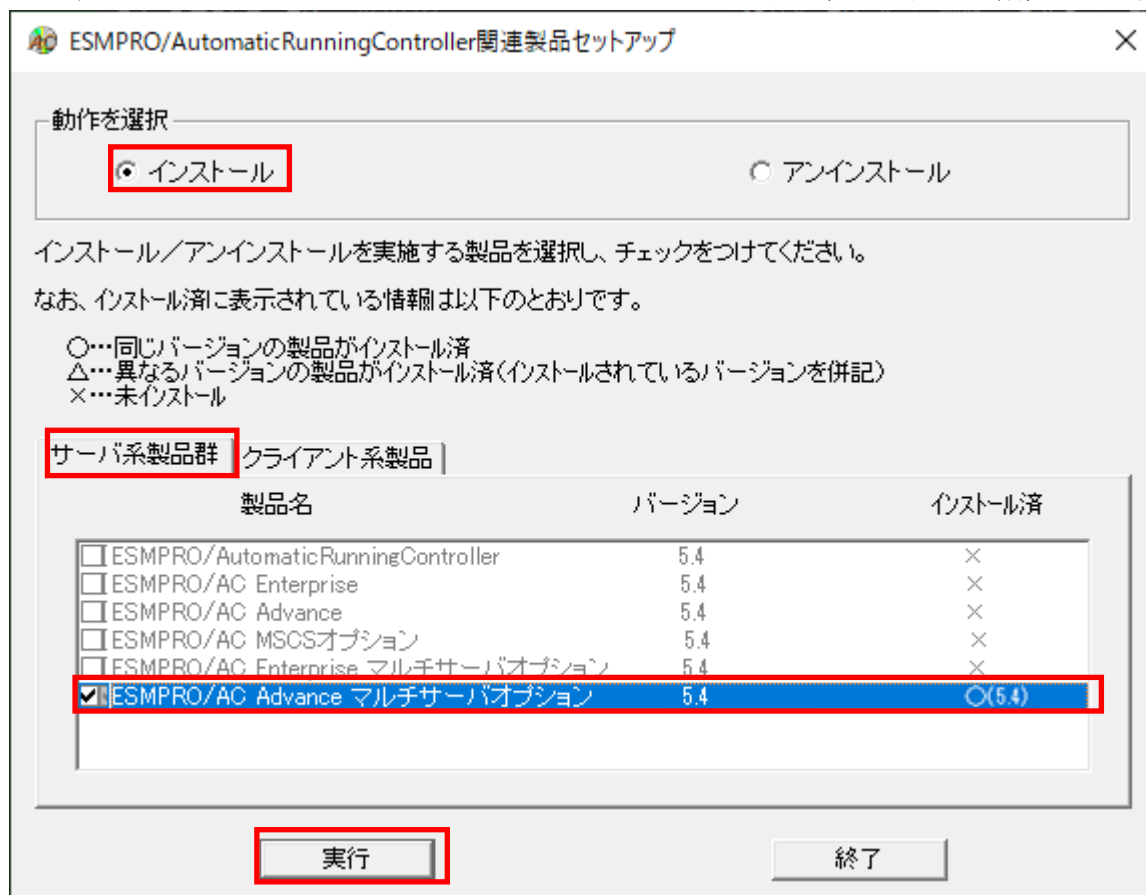 ESMPRO/AutomaticRunningController関連製品セットアップ
動作を選択
インストール アンインストール
インストール／アンインストールを実施する製品を選択し、チェックをつけてください。
なお、インストール済に表示されている情報は以下のとおりです。
○…同じバージョンの製品がインストール済
△…異なるバージョンの製品がインストール済(インストールされているバージョンを併記)
×…未インストール
サーバ系製品群 クライアント系製品
製品名 バージョン インストール済
ESMPRO/AutomaticRunningController 5.4 ×
ESMPRO/AC Enterprise 5.4 ×
ESMPRO/AC Advance 5.4 ×
ESMPRO/AC MSCSオプション 5.4 ×
ESMPRO/AC Enterprise マルチサーバオプション 5.4 ×
ESMPRO/AC Advance マルチサーバオプション 5.4 ○(5.4)
実行 終了